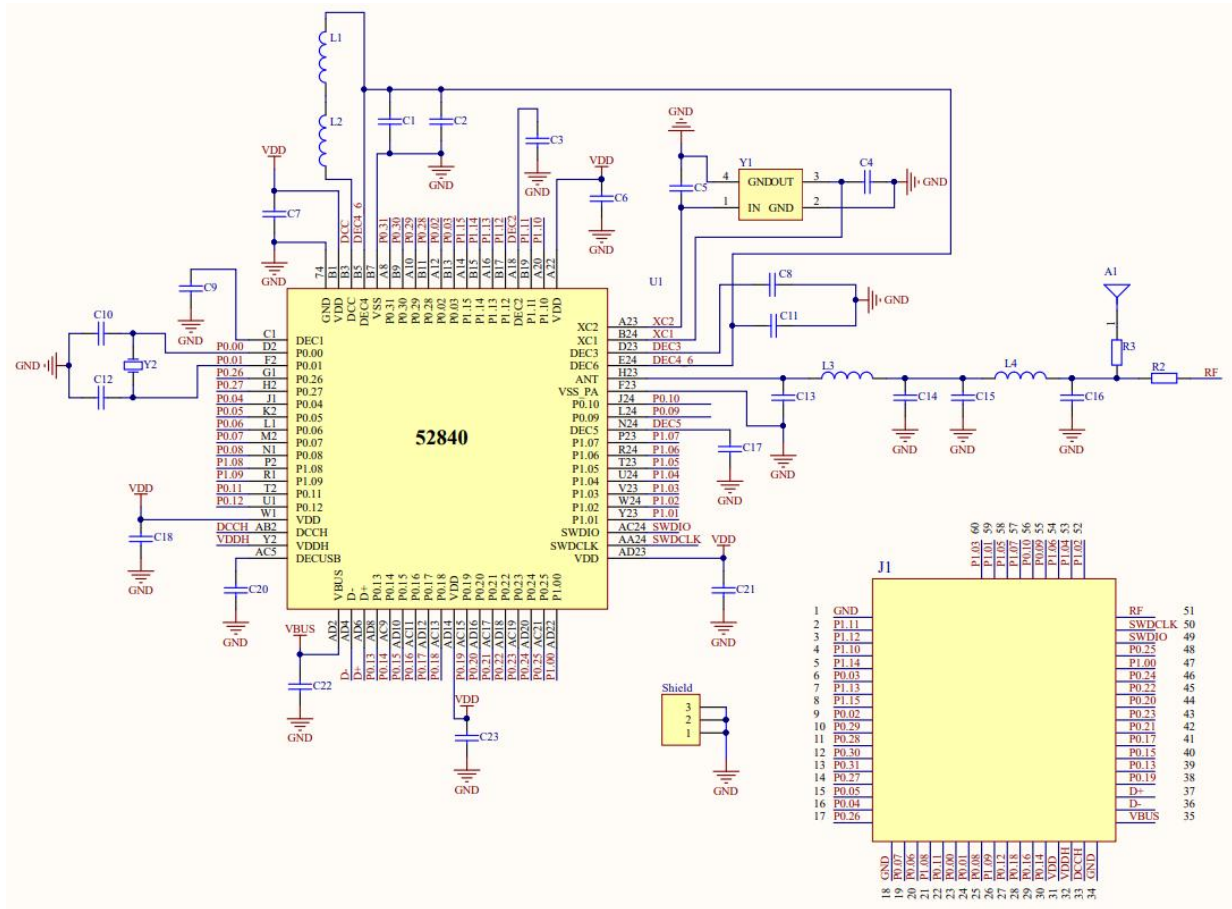 L1
L2
C1
C2
C3
VDD
GND
C7
GND
DCC
DEC4_6
P0.31
P0.30
P0.29
P0.28
P0.02
P0.03
P1.15
P1.14
P1.13
P1.12
DEC2
P1.11
P1.10
GND
GND
VDD
C6
GND
GND
C5
Y1
4 GND OUT 3
1 IN GND 2
C4
GND
74
B1
B3
B5
B7
A8
B9
A10
B11
A12
B13
A14
B15
A16
B17
A18
B19
A20
A22
U1
GND
VDD
DCC
DEC4
VSS
P0.31
P0.30
P0.29
P0.28
P0.02
P0.03
P1.15
P1.14
P1.13
P1.12
DEC2
P1.11
P1.10
VDD
C9
GND
C10
GND
Y2
C12
C1 DEC1
P0.00 D2 P0.00
P0.01 F2 P0.01
P0.26 G1 P0.26
P0.27 H2 P0.27
P0.04 J1 P0.04
P0.05 K2 P0.05
P0.06 L1 P0.06
P0.07 M2 P0.07
P0.08 N1 P0.08
P1.08 P2 P1.08
P1.09 R1 P1.09
P0.11 T2 P0.11
P0.12 U1 P0.12
W1 VDD
DCCH AB2 DCCH
VDDH Y2 VDDH
AC5 DECUSB
52840
XC2 A23 XC2
XC1 B24 XC1
DEC3 D23 DEC3
DEC6 E24 DEC4_6
ANT H23
VSS_PA F23
P0.10 J24 P0.10
P0.09 L24 P0.09
DEC5 N24 DEC5
P1.07 P23 P1.07
P1.06 R24 P1.06
P1.05 T23 P1.05
P1.04 U24 P1.04
P1.03 V23 P1.03
P1.02 W24 P1.02
P1.01 Y23 P1.01
SWDIO AC24 SWDIO
SWDCLK AA24 SWDCLK
VDD AD23
C8
C11
GND
A1
1
R3
R2
RF
L3
L4
C13
C14
C15
C16
GND
GND
GND
GND
C17
GND
VDD
C21
GND
VDD
C18
GND
C20
GND
VBUS
D-
D+
P0.13
P0.14
P0.15
P0.16
P0.17
P0.18
VDD
P0.19
P0.20
P0.21
P0.22
P0.23
P0.24
P0.25
P1.00
AD2
AD4
AD6
AD8
AC9
AD10
AC11
AD12
AC13
AD14
AC15
AD16
AC17
AD18
AC19
AD20
AC21
AD22
D-
D+
P0.13
P0.14
P0.15
P0.16
P0.17
P0.18
P0.19
P0.20
P0.21
P0.22
P0.23
P0.24
P0.25
P1.00
VBUS
C22
GND
VDD
C23
GND
Shield
3
2
1
GND
J1
60
59
58
57
56
55
54
53
52
P1.03
P1.01
P1.05
P1.07
P0.10
P0.09
P1.06
P1.04
P1.02
1 GND
2 P1.11
3 P1.12
4 P1.10
5 P1.14
6 P0.03
7 P1.13
8 P1.15
9 P0.02
10 P0.29
11 P0.28
12 P0.30
13 P0.31
14 P0.27
15 P0.05
16 P0.04
17 P0.26
RF 51
SWDCLK 50
SWDIO 49
P0.25 48
P1.00 47
P0.24 46
P0.22 45
P0.20 44
P0.23 43
P0.21 42
P0.17 41
P0.15 40
P0.13 39
P0.19 38
D+ 37
D- 36
VBUS 35
GND
P0.07
P0.06
P1.08
P0.11
P0.00
P0.01
P0.08
P1.09
P0.12
P0.18
P0.16
P0.14
VDD
VDDH
DCCH
GND
18
19
20
21
22
23
24
25
26
27
28
29
30
31
32
33
34